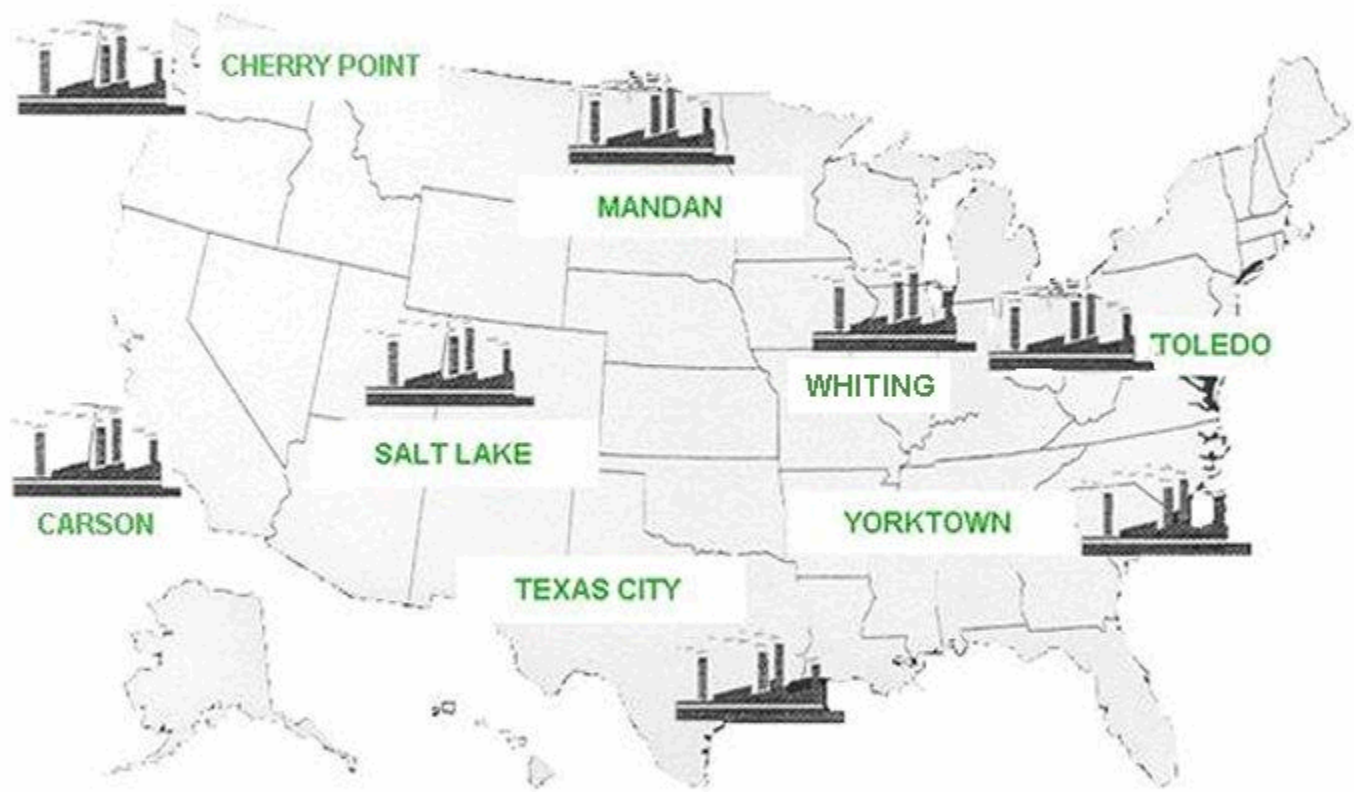 CHERRY POINT
MANDAN
TOLEDO
WHITING
SALT LAKE
CARSON
YORKTOWN
TEXAS CITY